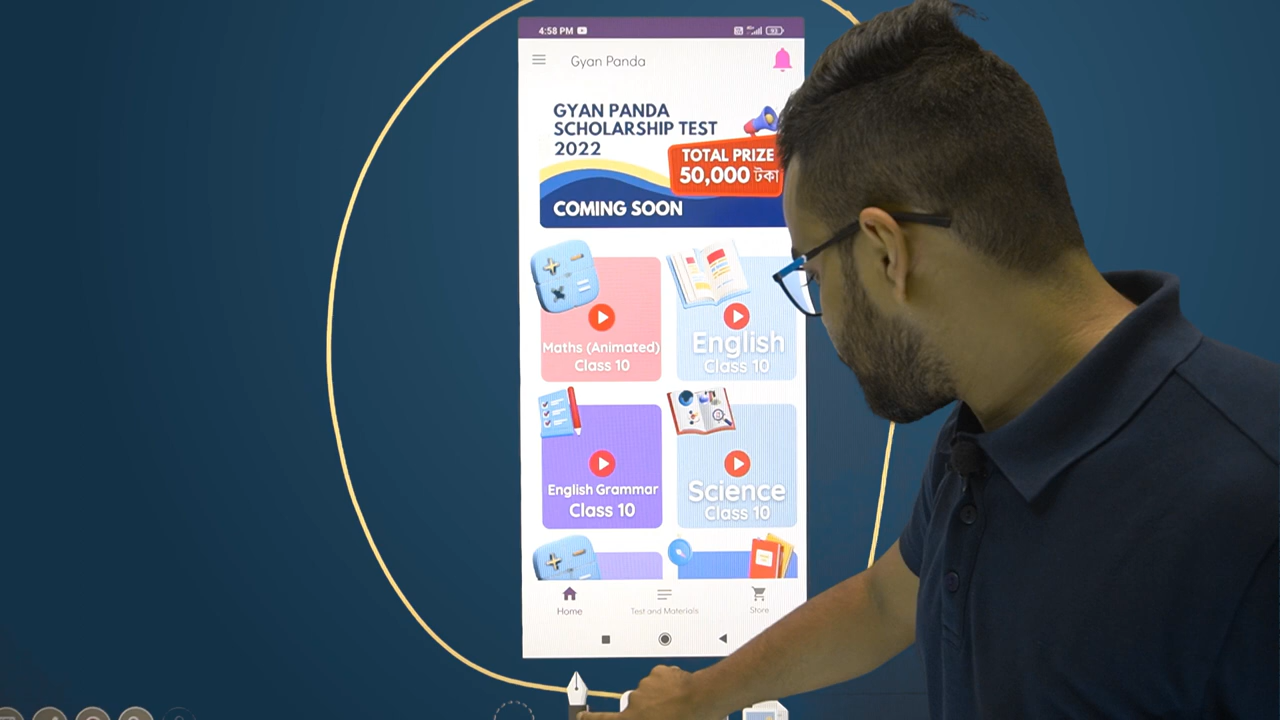 4:58 PM
93
Gyan Panda
GYAN PANDA
SCHOLARSHIP TEST
2022
TOTAL PRIZE
50,000 টকা
COMING SOON
Maths (Animated)
Class 10
English
Class 10
English Grammar
Class 10
Science
Class 10
Home
Test and Materials
Store